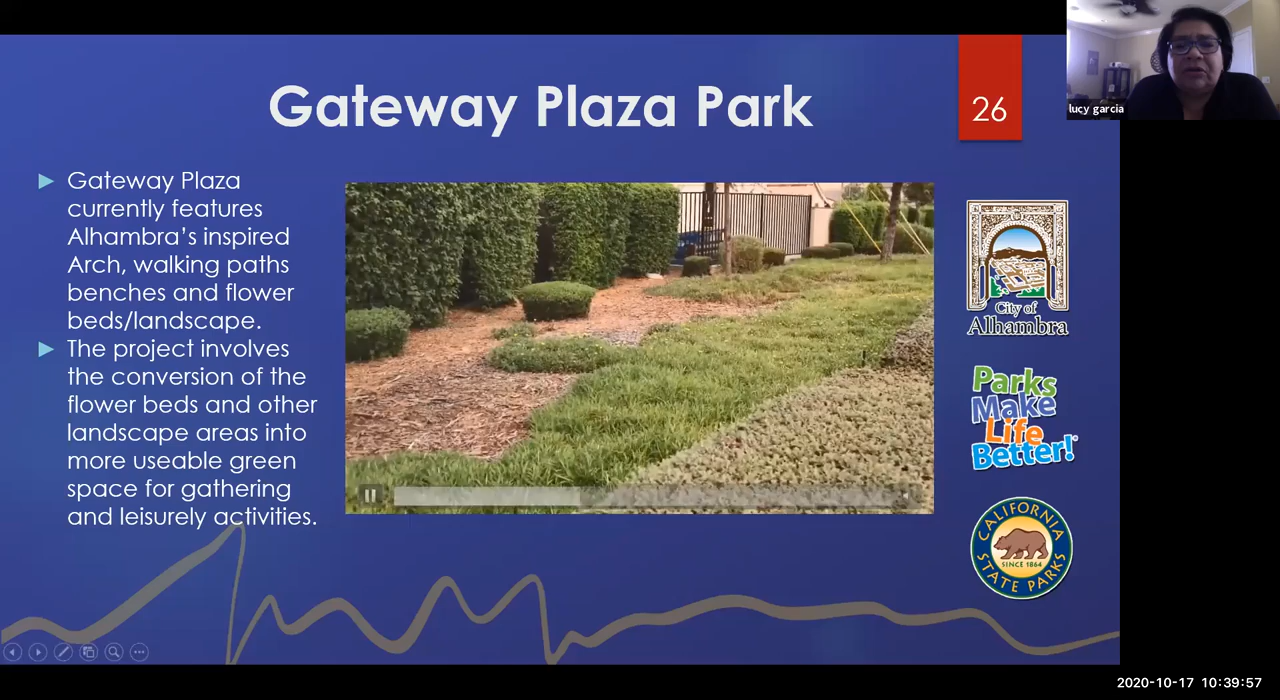 Gateway Plaza Park
26
lucy garcia
► Gateway Plaza
currently features
Alhambra’s inspired
Arch, walking paths
benches and flower
beds/landscape.
► The project involves
the conversion of the
flower beds and other
landscape areas into
more useable green
space for gathering
and leisurely activities.
City of
Alhambra
Parks
Make
Life
Better!®
CALIFORNIA
SINCE 1864
STATE PARKS
2020-10-17 10:39:57